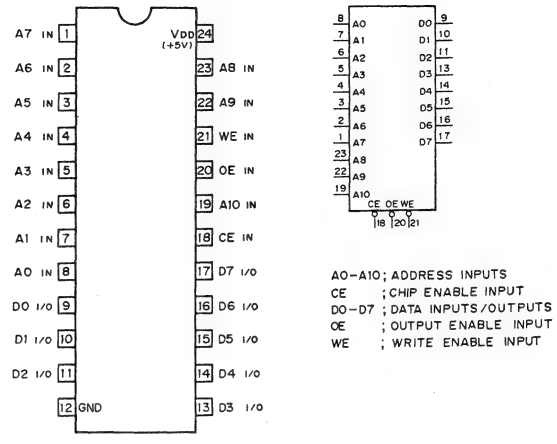 A7 IN 1
A6 IN 2
A5 IN 3
A4 IN 4
A3 IN 5
A2 IN 6
A1 IN 7
A0 IN 8
D0 I/O 9
D1 I/O 10
D2 I/O 11
12 GND
VDD 24
(+5V)
23 A8 IN
22 A9 IN
21 WE IN
20 OE IN
19 A10 IN
18 CE IN
17 D7 I/O
16 D6 I/O
15 D5 I/O
14 D4 I/O
13 D3 I/O
8 A0 D0 9
7 A1 D1 10
6 A2 D2 11
5 A3 D3 13
4 A4 D4 14
3 A5 D5 15
2 A6 D6 16
1 A7 D7 17
23 A8
22 A9
19 A10
CE OE WE
18 20 21
A0-A10 ; ADDRESS INPUTS
CE ; CHIP ENABLE INPUT
D0-D7 ; DATA INPUTS/OUTPUTS
OE ; OUTPUT ENABLE INPUT
WE ; WRITE ENABLE INPUT